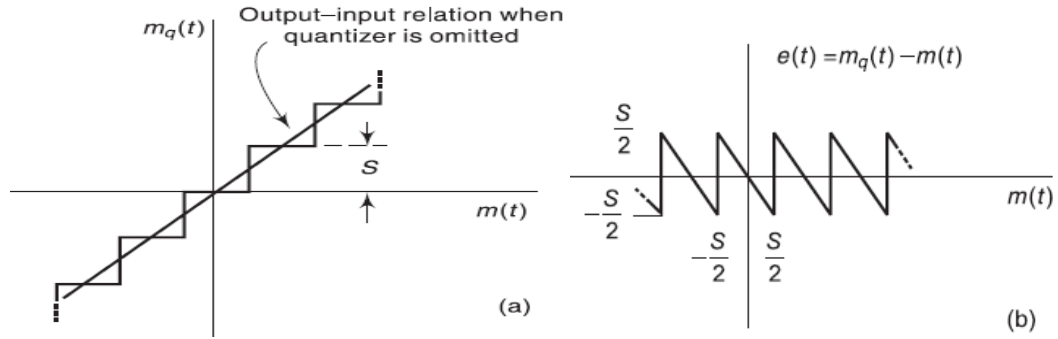 m_q(t)
Output–input relation when
quantizer is omitted
S
m(t)
(a)
e(t) = m_q(t) – m(t)
S/2
–S/2
–S/2
S/2
m(t)
(b)